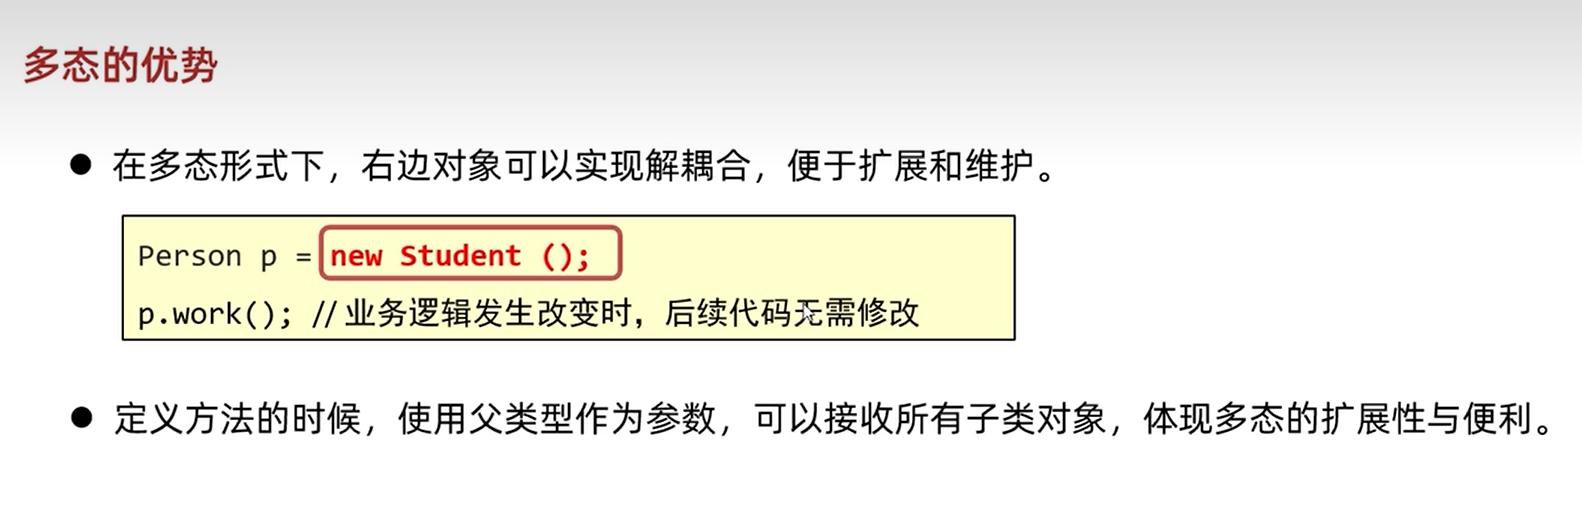 多态的优势
● 在多态形式下，右边对象可以实现解耦合，便于扩展和维护。
Person p = new Student ();
p.work(); // 业务逻辑发生改变时，后续代码无需修改
● 定义方法的时候，使用父类型作为参数，可以接收所有子类对象，体现多态的扩展性与便利。